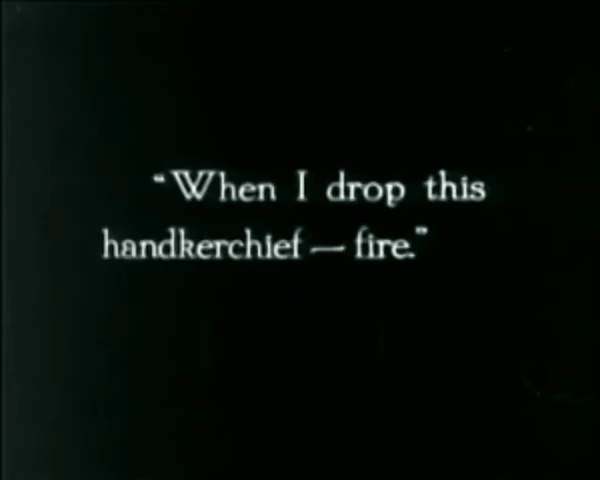 “When I drop this
handkerchief — fire.”